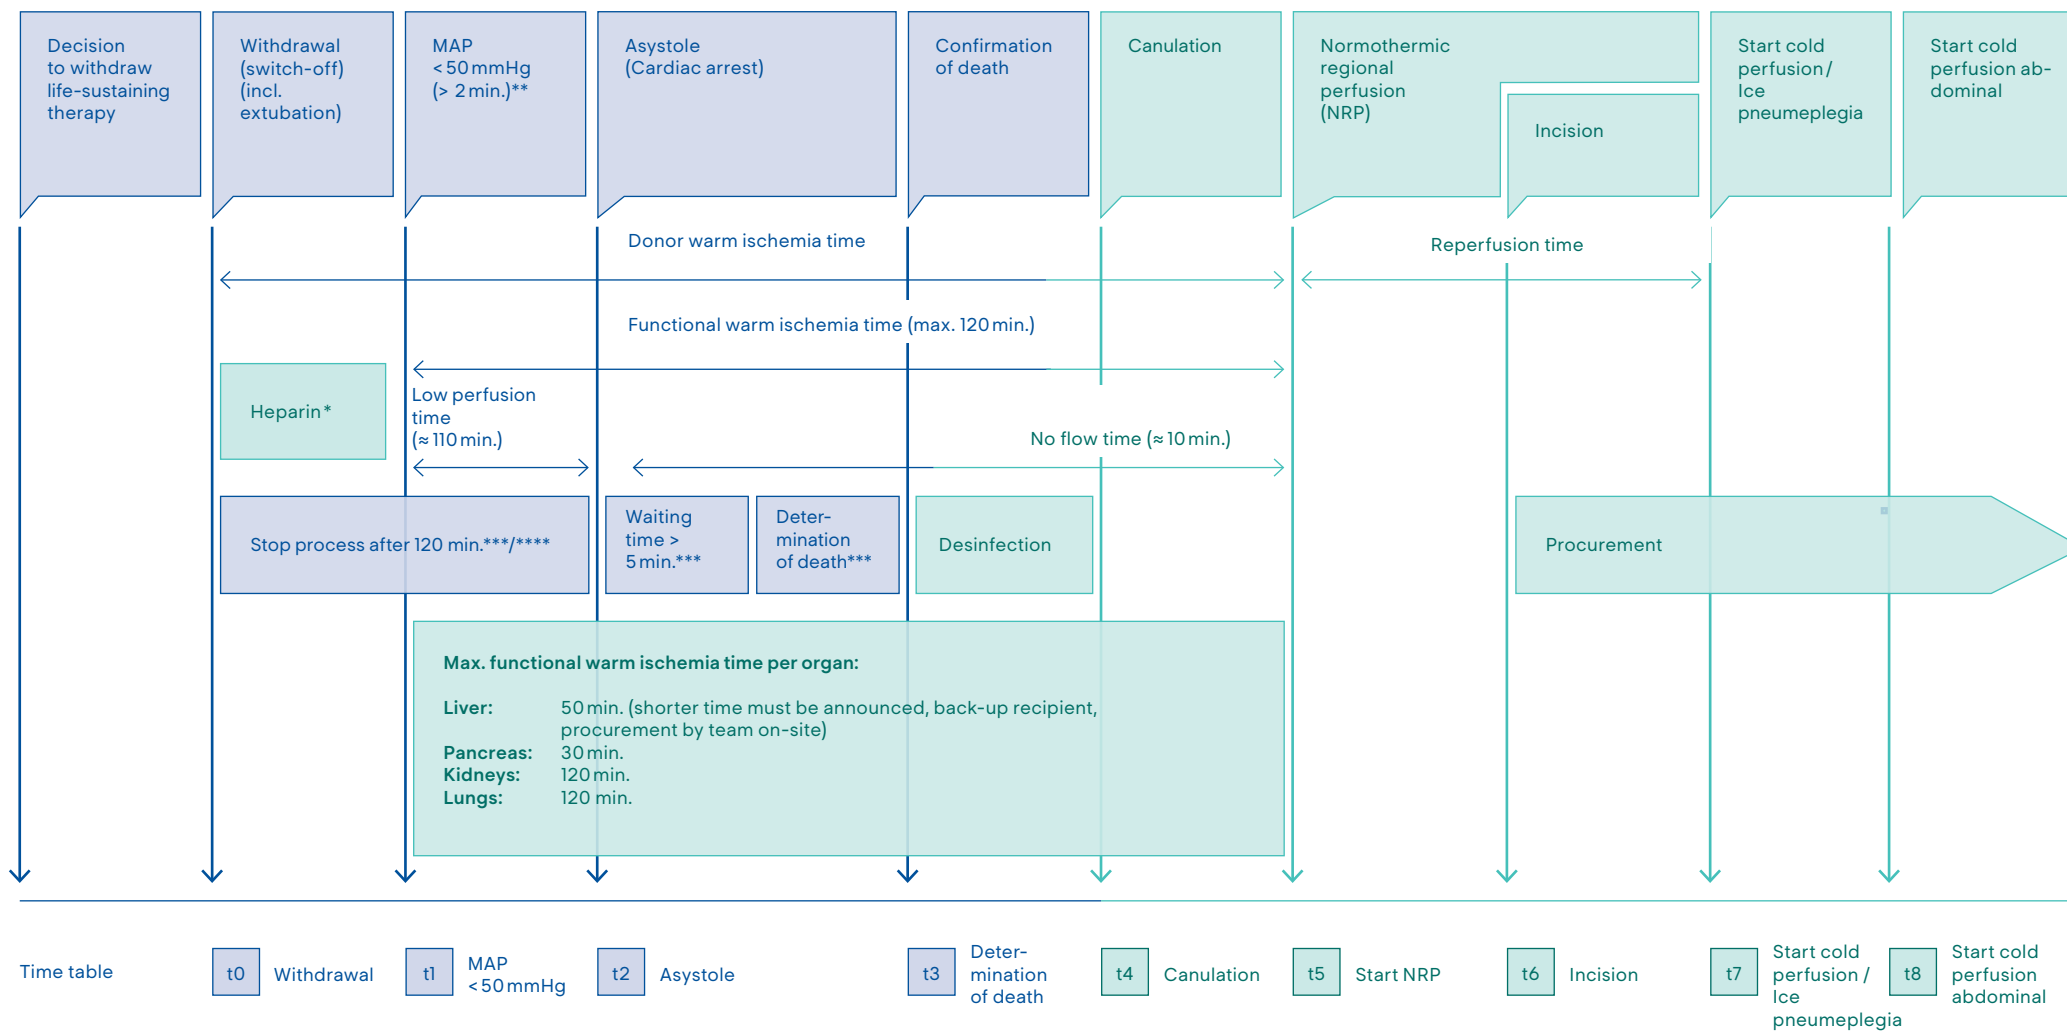 Decision
to withdraw
life-sustaining
therapy
Withdrawal
(switch-off)
(incl.
extubation)
MAP
< 50 mmHg
(> 2 min.)**
Asystole
(Cardiac arrest)
Confirmation
of death
Canulation
Normothermic
regional
perfusion
(NRP)
Incision
Start cold
perfusion /
Ice
pneumeplegia
Start cold
perfusion ab-
dominal
Donor warm ischemia time
Reperfusion time
Functional warm ischemia time (max. 120 min.)
Heparin *
Low perfusion
time
(≈ 110 min.)
No flow time (≈ 10 min.)
Stop process after 120 min.***/****
Waiting
time >
5 min.***
Deter-
mination
of death***
Desinfection
Procurement
Max. functional warm ischemia time per organ:
Liver: 50 min. (shorter time must be announced, back-up recipient,
procurement by team on-site)
Pancreas: 30 min.
Kidneys: 120 min.
Lungs: 120 min.
Time table
t0 Withdrawal
t1 MAP
< 50 mmHg
t2 Asystole
t3 Deter-
mination
of death
t4 Canulation
t5 Start NRP
t6 Incision
t7 Start cold
perfusion /
Ice
pneumeplegia
t8 Start cold
perfusion
abdominal